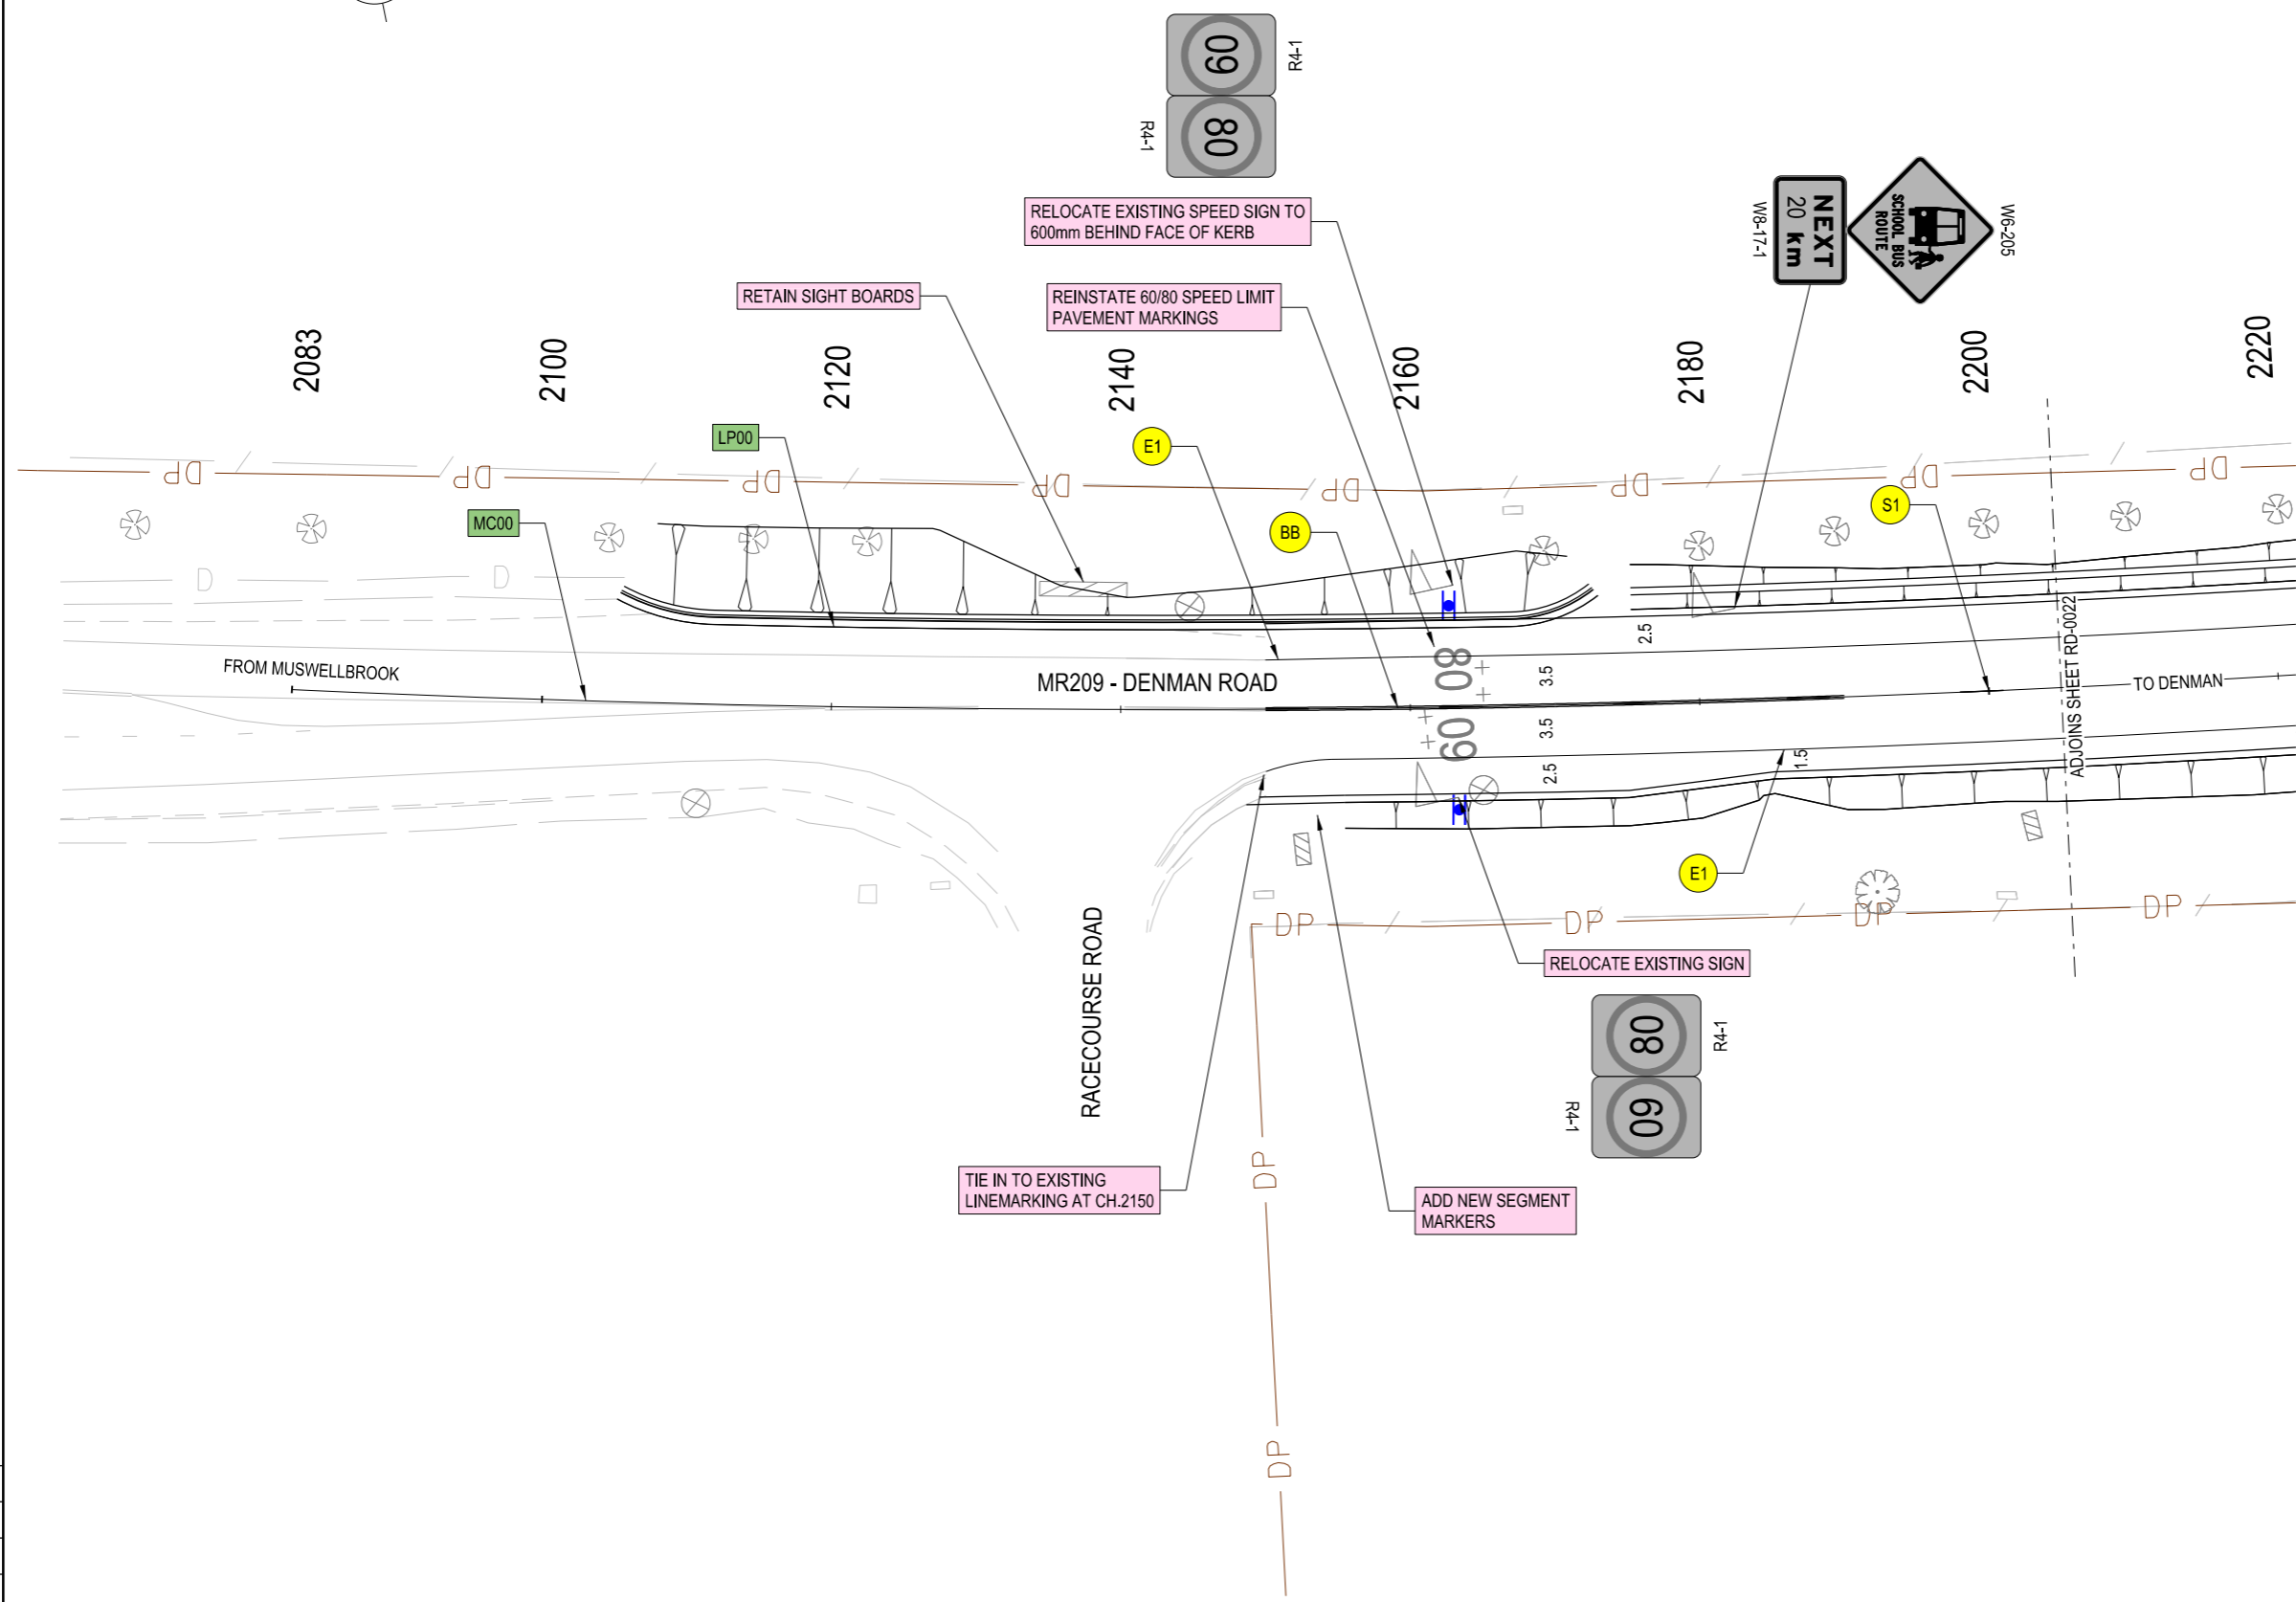 60
R4-1
80
R4-1
RELOCATE EXISTING SPEED SIGN TO
600mm BEHIND FACE OF KERB
W6-205
SCHOOL BUS
ROUTE
NEXT
20 km
W8-17-1
RETAIN SIGHT BOARDS
REINSTATE 60/80 SPEED LIMIT
PAVEMENT MARKINGS
2083
2100
2120
2140
2160
2180
2200
2220
LP00
E1
DP
DP
DP
DP
DP
DP
DP
DP
MC00
BB
S1
D
D
FROM MUSWELLBROOK
MR209 - DENMAN ROAD
80
60
2.5
3.5
3.5
2.5
1.5
TO DENMAN
ADJOINS SHEET RD-0022
E1
DP
DP
DP
DP
RACECOURSE ROAD
RELOCATE EXISTING SIGN
80
R4-1
60
R4-1
TIE IN TO EXISTING
LINEMARKING AT CH.2150
ADD NEW SEGMENT
MARKERS
DP
DP